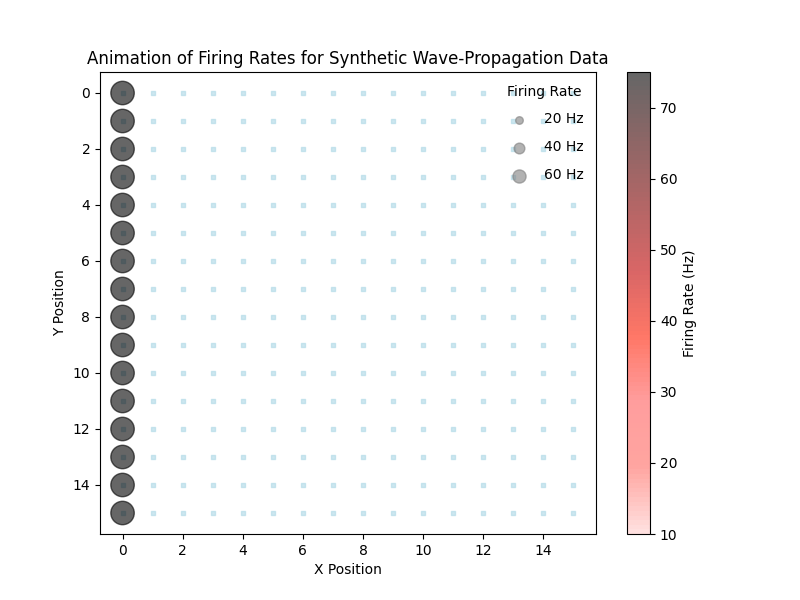 Animation of Firing Rates for Synthetic Wave-Propagation Data
Firing Rate
20 Hz
40 Hz
60 Hz
0
2
4
6
8
10
12
14
Y Position
0 2 4 6 8 10 12 14
X Position
70
60
50
40
30
20
10
Firing Rate (Hz)